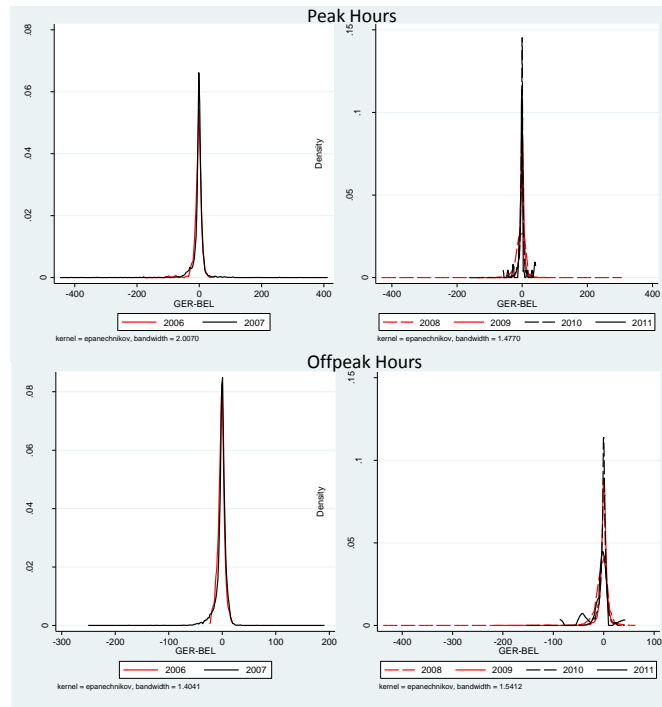 Peak Hours
.08
.06
.04
.02
0
-400 -200 0 200 400
GER-BEL
2006 2007
kernel = epanechnikov, bandwidth = 2.0070
Density
.15
.1
.05
0
-400 -200 0 200 400
GER-BEL
2008 2009 2010 2011
kernel = epanechnikov, bandwidth = 1.4770
Offpeak Hours
.08
.06
.04
.02
0
-300 -200 -100 0 100 200
GER-BEL
2006 2007
kernel = epanechnikov, bandwidth = 1.4041
Density
.15
.1
.05
0
-400 -300 -200 -100 0 100
GER-BEL
2008 2009 2010 2011
kernel = epanechnikov, bandwidth = 1.5412